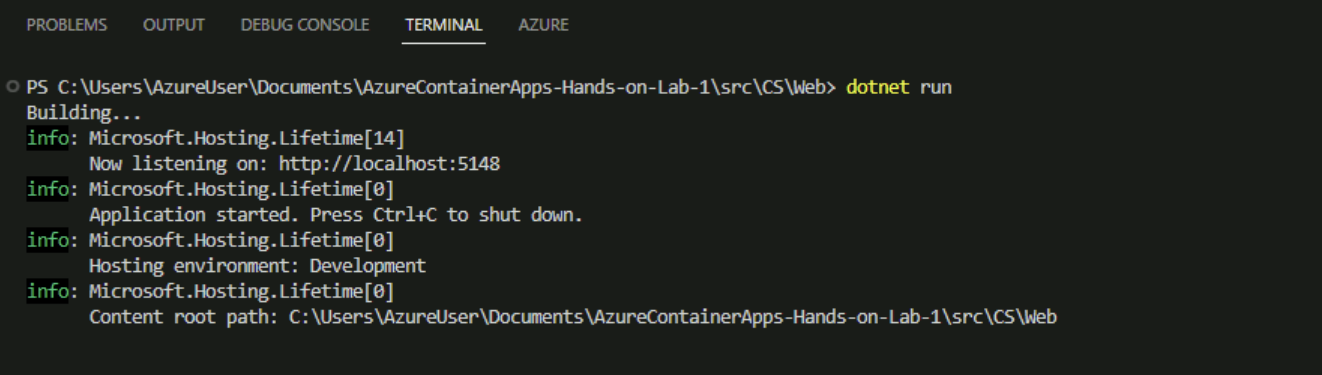 PROBLEMS OUTPUT DEBUG CONSOLE TERMINAL AZURE
PS C:\Users\AzureUser\Documents\AzureContainerApps-Hands-on-Lab-1\src\CS\Web> dotnet run
Building...
info: Microsoft.Hosting.Lifetime[14]
Now listening on: http://localhost:5148
info: Microsoft.Hosting.Lifetime[0]
Application started. Press Ctrl+C to shut down.
info: Microsoft.Hosting.Lifetime[0]
Hosting environment: Development
info: Microsoft.Hosting.Lifetime[0]
Content root path: C:\Users\AzureUser\Documents\AzureContainerApps-Hands-on-Lab-1\src\CS\Web